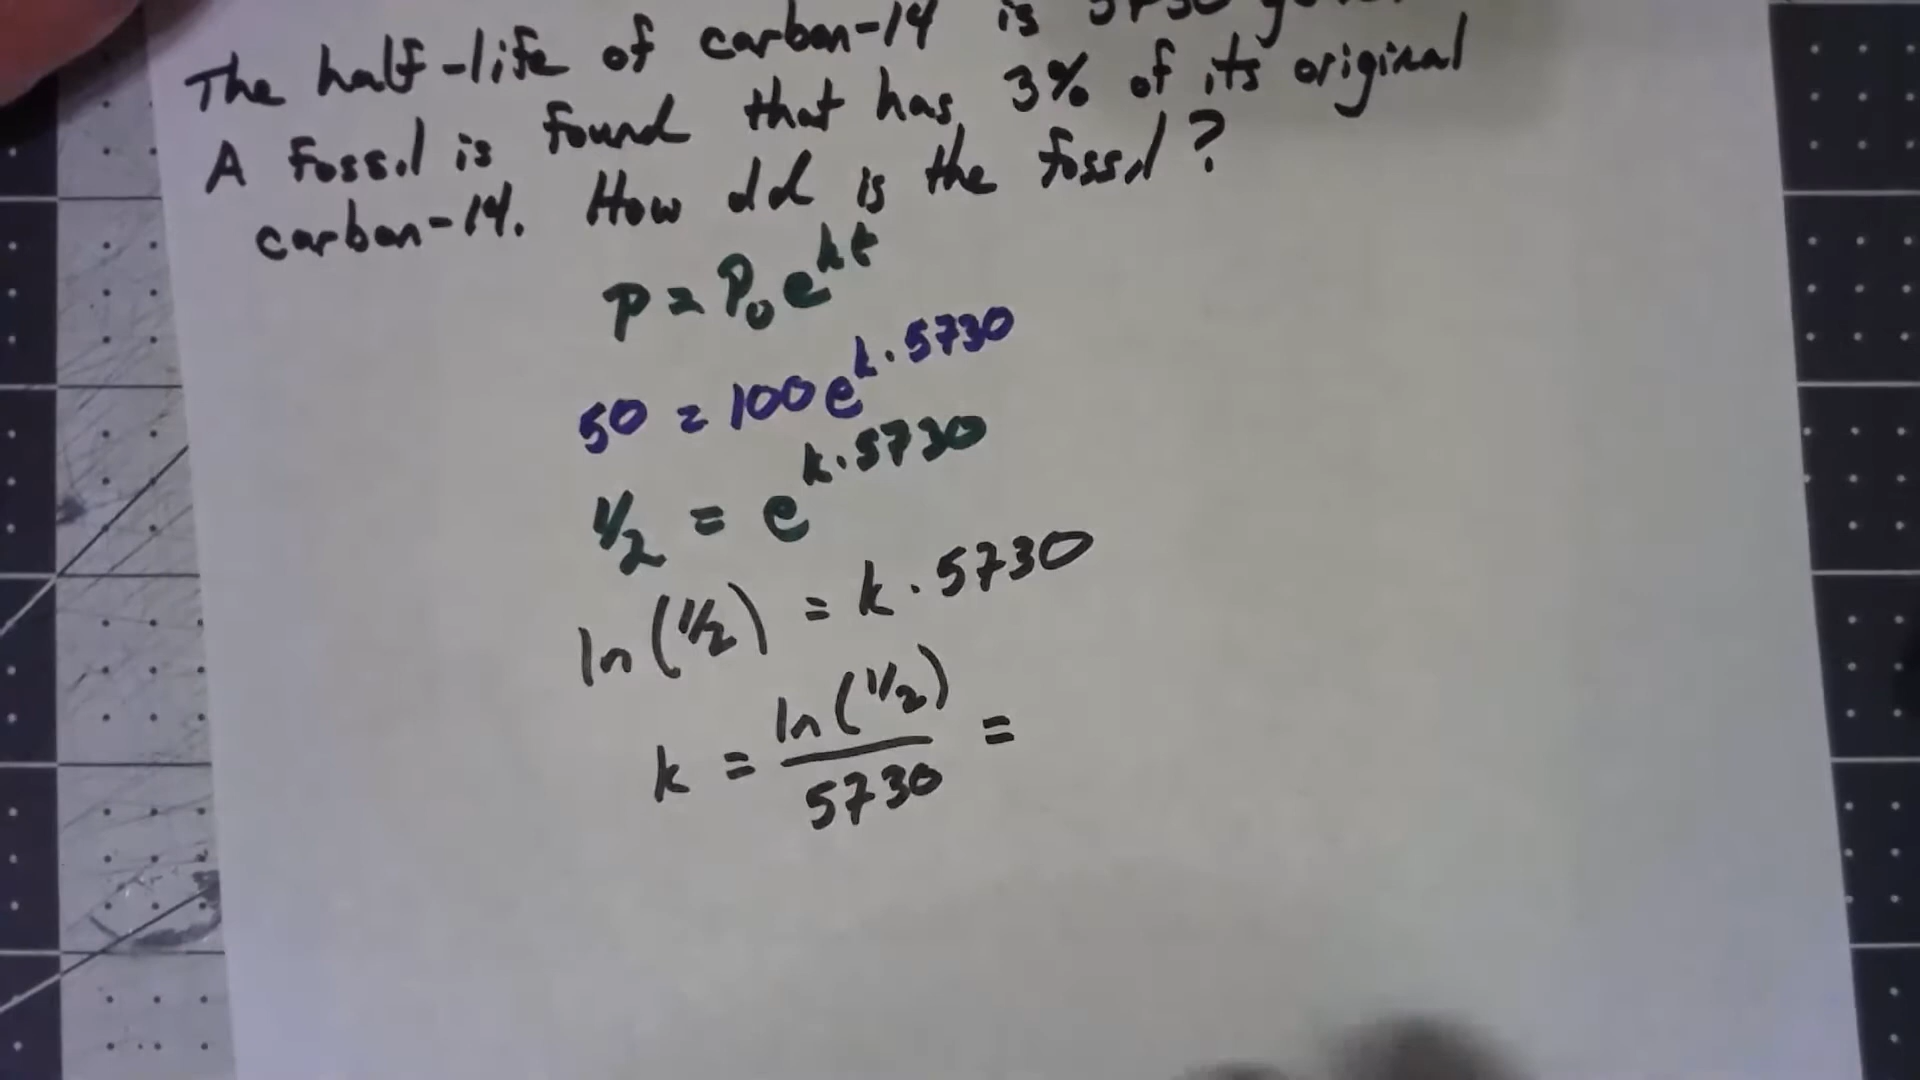 The half-life of carbon-14 is 5730
A fossil is found that has 3% of its original
carbon-14. How old is the fossil?
P = P₀e^kt
50 = 100e^k·5730
1/2 = e^k·5730
ln(1/2) = k·5730
k = ln(1/2)/5730 =